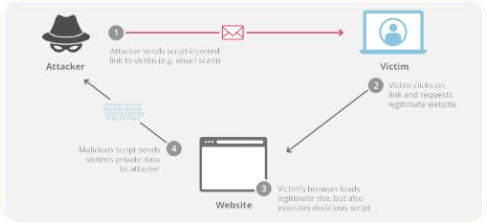 1
Attacker sends script-injected
link to victim (e.g. email scam)
Attacker
Victim
2
Victim clicks on
link and requests
legitimate website
Malicious script sends
victim's private data
to attacker
4
Website
3
Victim's browser loads
legitimate site, but also
executes malicious script